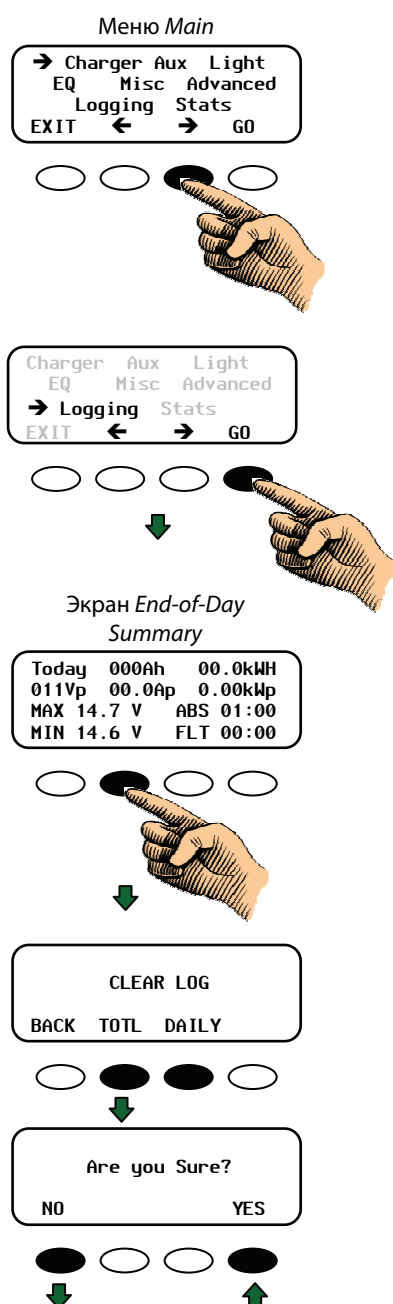 Меню Main
➔ Charger Aux Light
EQ Misc Advanced
Logging Stats
EXIT ← → GO
Charger Aux Light
EQ Misc Advanced
➔ Logging Stats
EXIT ← → GO
Экран End-of-Day
Summary
Today 000Ah 00.0kWH
011Vp 00.0Ap 0.00kWp
MAX 14.7 V ABS 01:00
MIN 14.6 V FLT 00:00
CLEAR LOG
BACK TOTL DAILY
Are you Sure?
NO YES